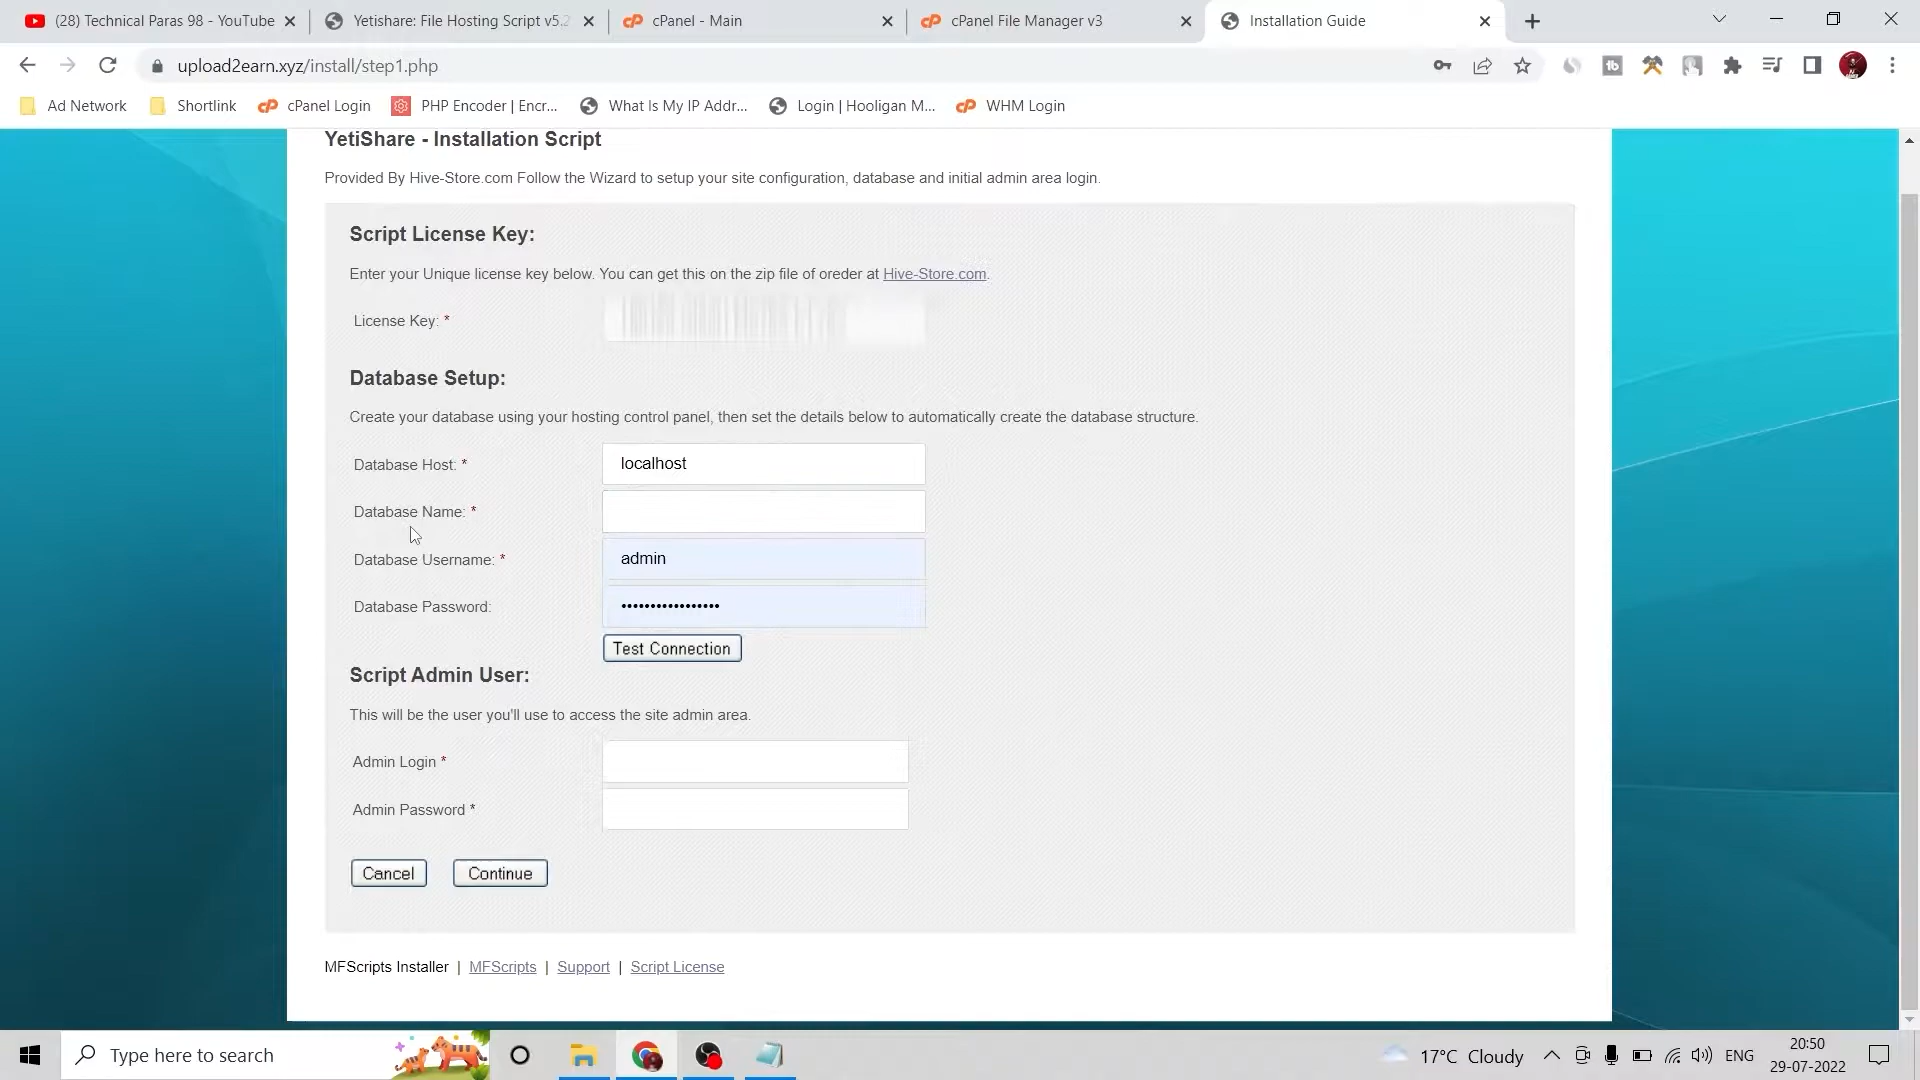 (28) Technical Paras 98 - YouTube
Yetishare: File Hosting Script v5.2
cPanel - Main
cPanel File Manager v3
Installation Guide
upload2earn.xyz/install/step1.php
Ad Network
Shortlink
cPanel Login
PHP Encoder | Encr...
What Is My IP Addr...
Login | Hooligan M...
WHM Login
YetiShare - Installation Script
Provided By Hive-Store.com Follow the Wizard to setup your site configuration, database and initial admin area login.
Script License Key:
Enter your Unique license key below. You can get this on the zip file of oreder at Hive-Store.com.
License Key: *
Database Setup:
Create your database using your hosting control panel, then set the details below to automatically create the database structure.
Database Host: * localhost
Database Name: *
Database Username: * admin
Database Password: •••••••••••••••••
Test Connection
Script Admin User:
This will be the user you'll use to access the site admin area.
Admin Login *
Admin Password *
Cancel Continue
MFScripts Installer | MFScripts | Support | Script License
Type here to search
17°C Cloudy
ENG
20:50
29-07-2022